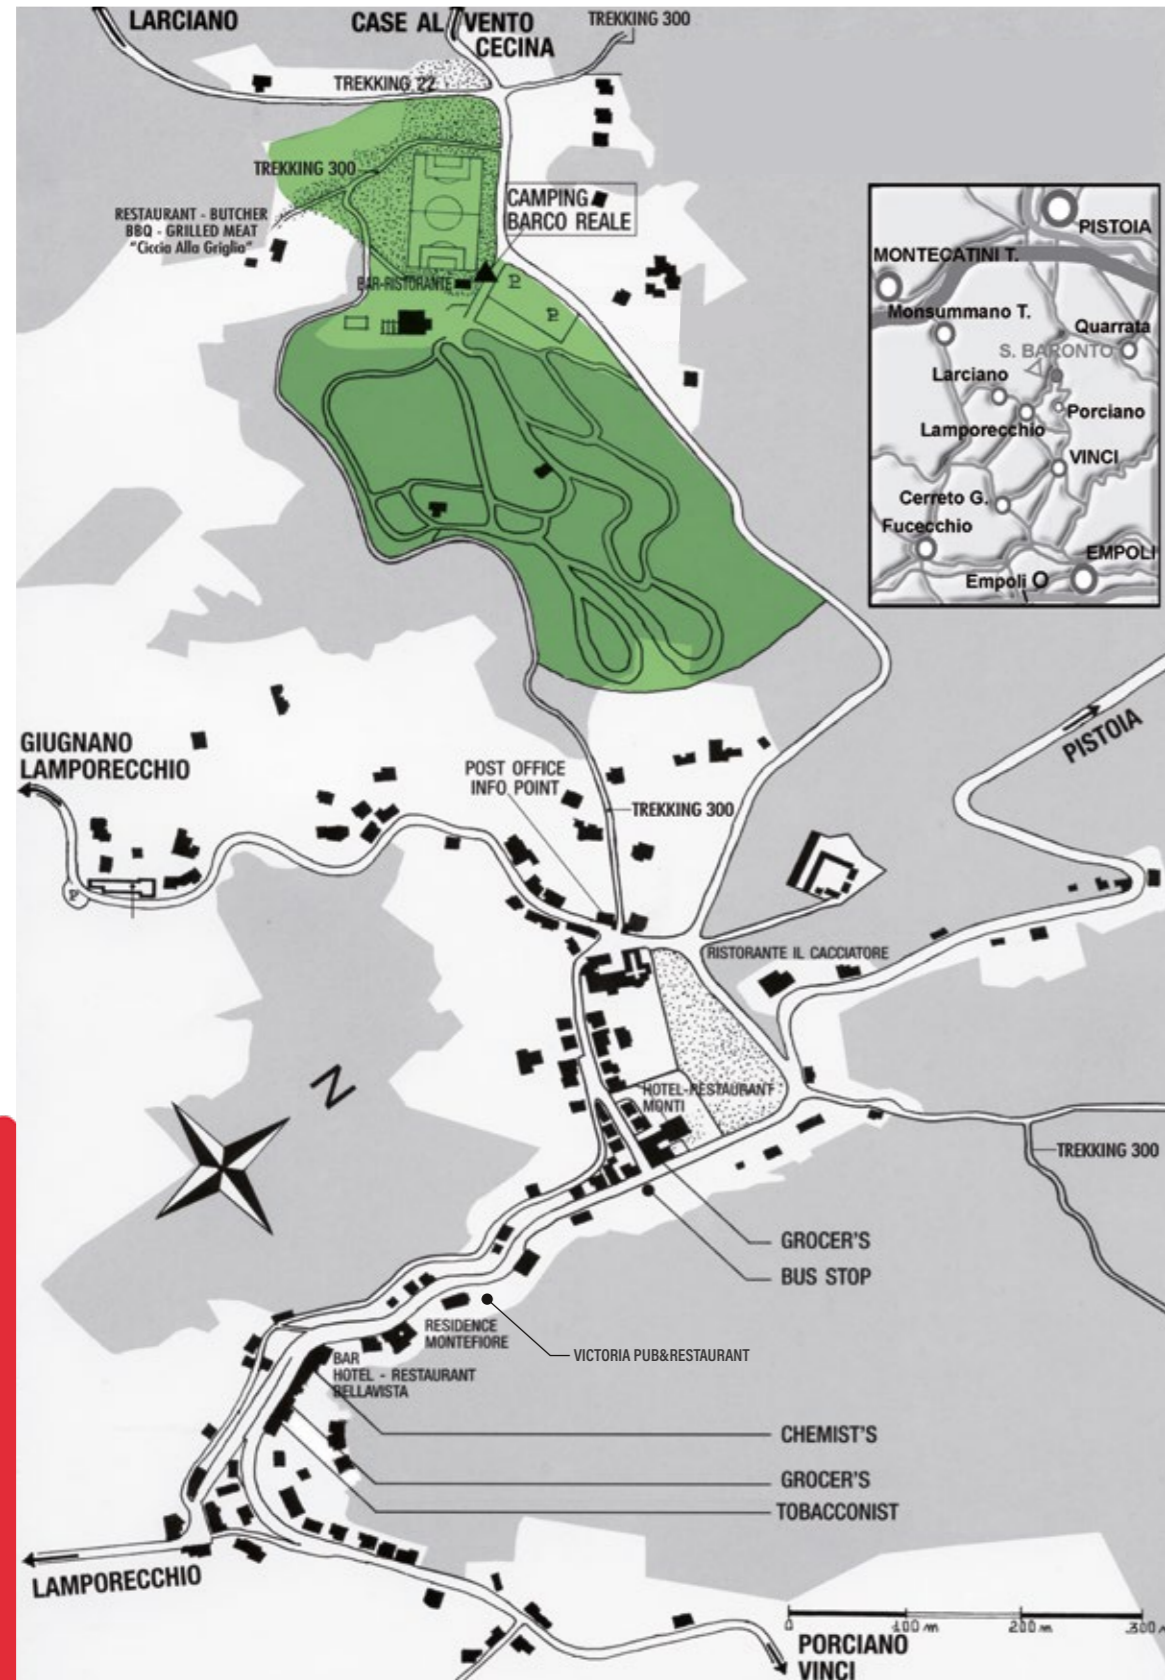 LARCIANO
CASE AL VENTO
CECINA
TREKKING 300
TREKKING 22
TREKKING 300
CAMPING
BARCO REALE
RESTAURANT - BUTCHER
BBQ - GRILLED MEAT
"Ciccia Alla Griglia"
BAR-RISTORANTE
P
P
PISTOIA
MONTECATINI T.
Monsummano T.
Quarrata
S. BARONTO
Larciano
Porciano
Lamporecchio
VINCI
Cerreto G.
Fucecchio
EMPOLI
Empoli
PISTOIA
GIUGNANO
LAMPORECCHIO
POST OFFICE
INFO POINT
TREKKING 300
P
RISTORANTE IL CACCIATORE
N
HOTEL-RESTAURANT
MONTI
TREKKING 300
GROCER'S
BUS STOP
RESIDENCE
MONTEFIORE
VICTORIA PUB&RESTAURANT
BAR
HOTEL - RESTAURANT
BELLAVISTA
CHEMIST'S
GROCER'S
TOBACCONIST
LAMPORECCHIO
0 100 m 200 m 300 m
PORCIANO
VINCI